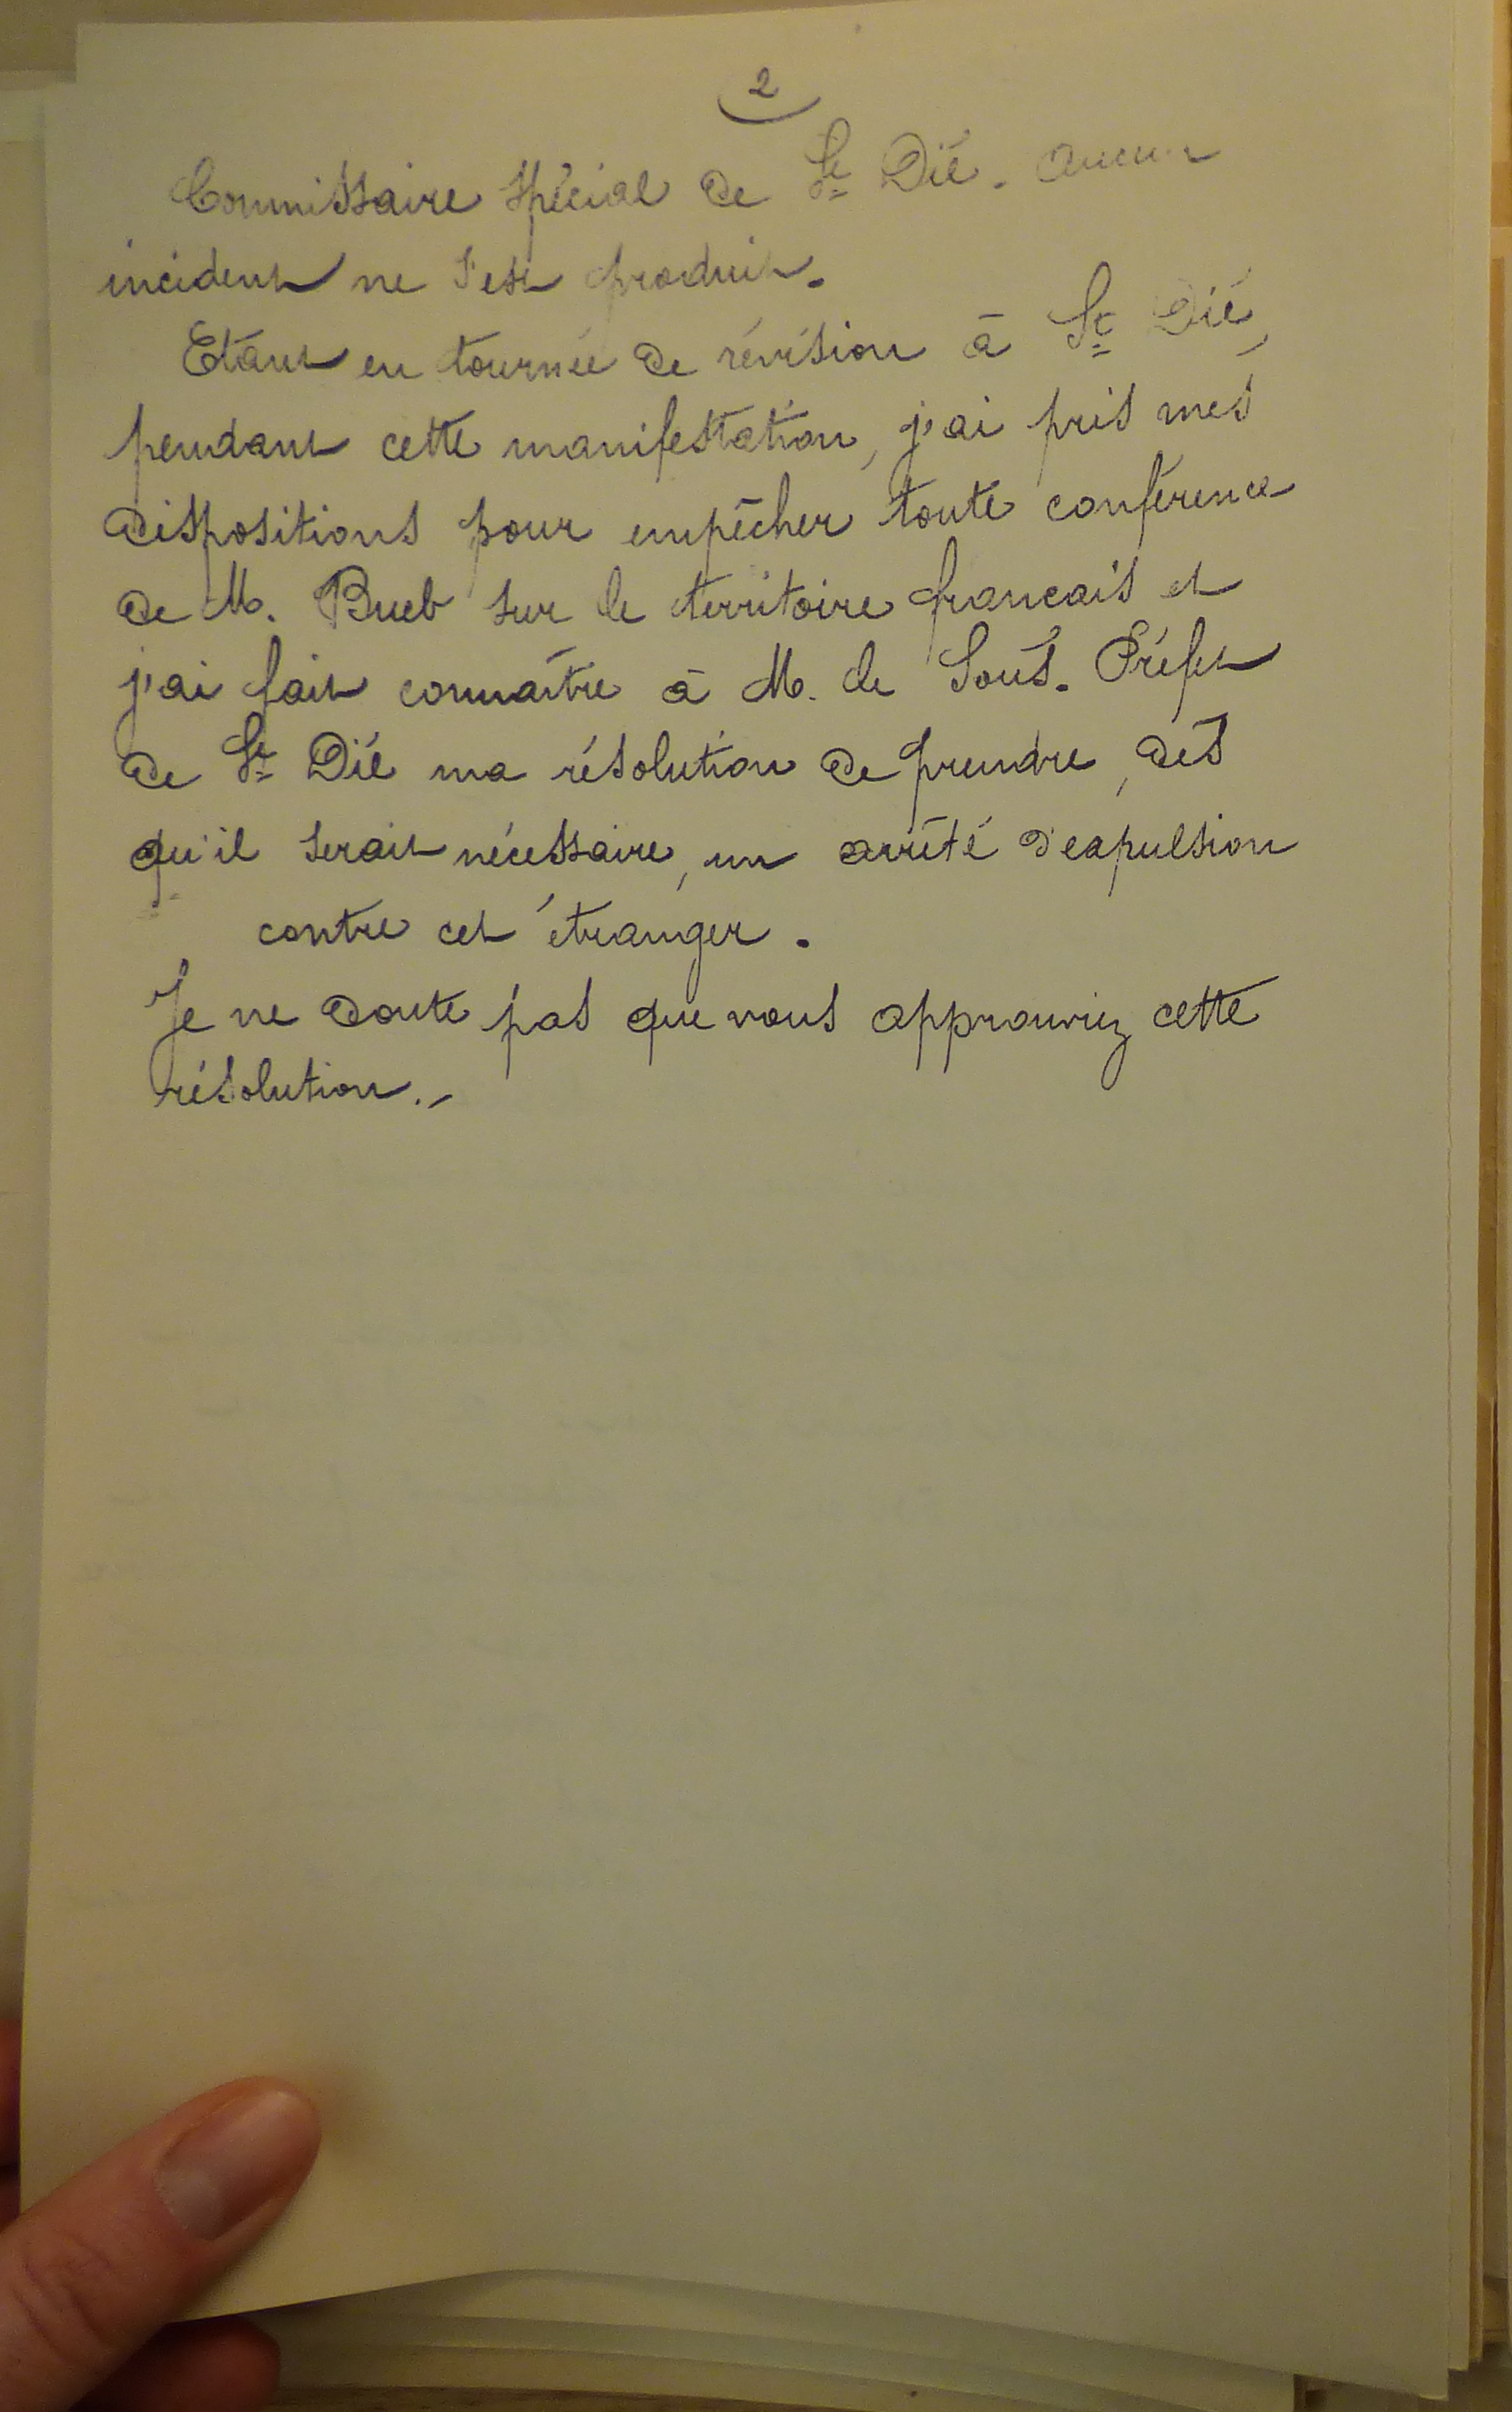 2
Commissaire spécial de St Dié. Aucun
incident ne s'est produit.
Etant en tournée de révision à St Dié,
pendant cette manifestation, j'ai pris mes
dispositions pour empêcher toute conférence
de M. Bueb sur le territoire français et
j'ai fait connaître à M. le Sous-Préfet
de St Dié ma résolution de prendre, dès
qu'il serait nécessaire, un arrêté d'expulsion
contre cet étranger.
Je ne doute pas que vous approuviez cette
résolution.-